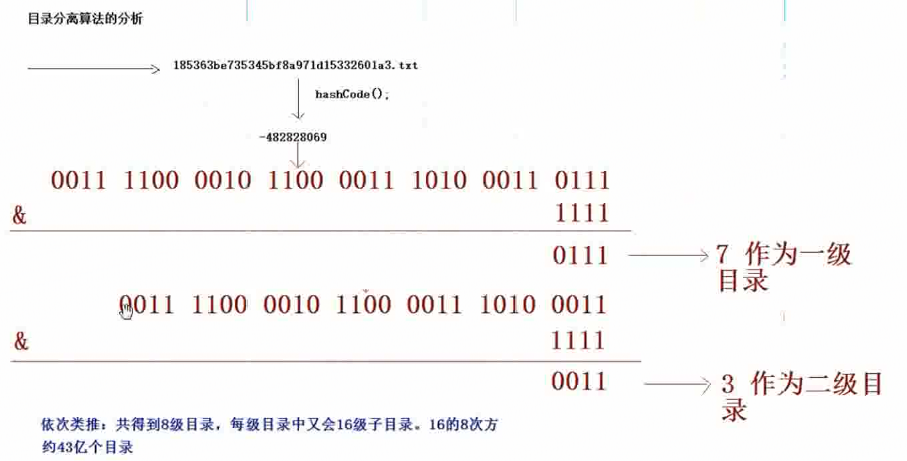 目录分离算法的分析
185363be735345bf8a971d15332601a3.txt
hashCode();
-482828069
0011 1100 0010 1100 0011 1010 0011 0111
& 1111
0111 7 作为一级
目录
0011 1100 0010 1100 0011 1010 0011
& 1111
0011 3 作为二级目
录
依次类推：共得到8级目录，每级目录中又会16级子目录。16的8次方
约43亿个目录